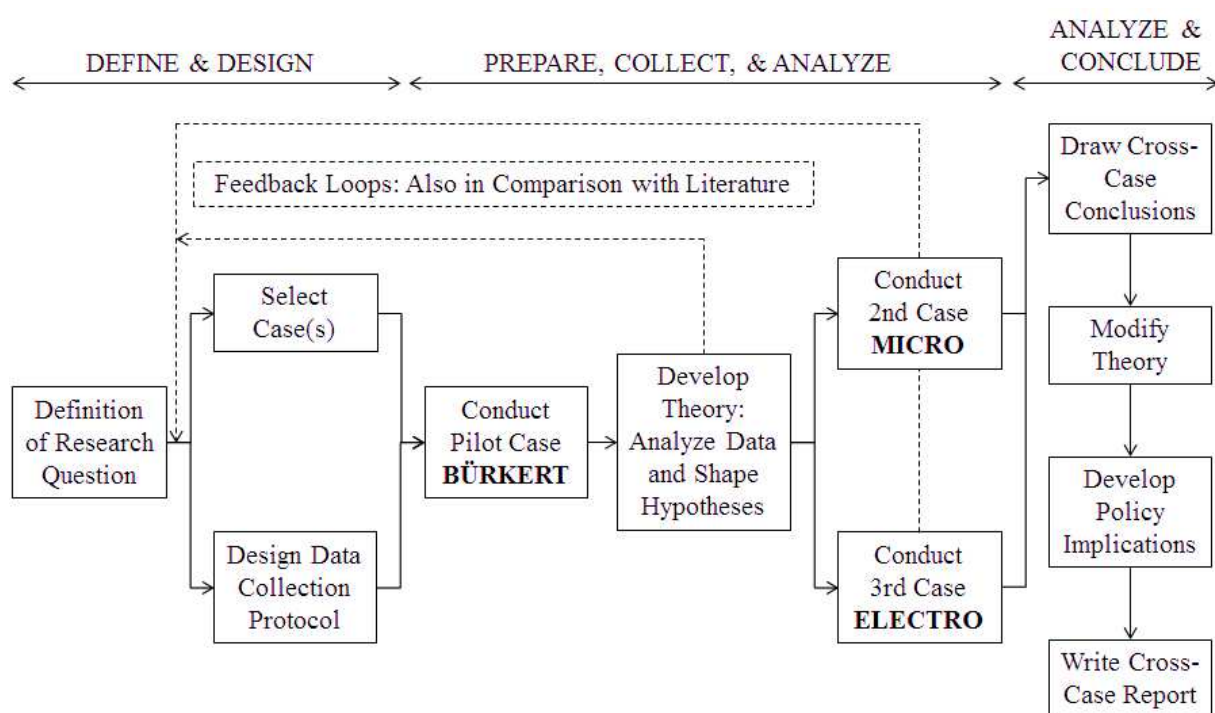 DEFINE & DESIGN
PREPARE, COLLECT, & ANALYZE
ANALYZE &
CONCLUDE
Feedback Loops: Also in Comparison with Literature
Definition
of Research
Question
Select
Case(s)
Design Data
Collection
Protocol
Conduct
Pilot Case
BÜRKERT
Develop
Theory:
Analyze Data
and Shape
Hypotheses
Conduct
2nd Case
MICRO
Conduct
3rd Case
ELECTRO
Draw Cross-
Case
Conclusions
Modify
Theory
Develop
Policy
Implications
Write Cross-
Case Report